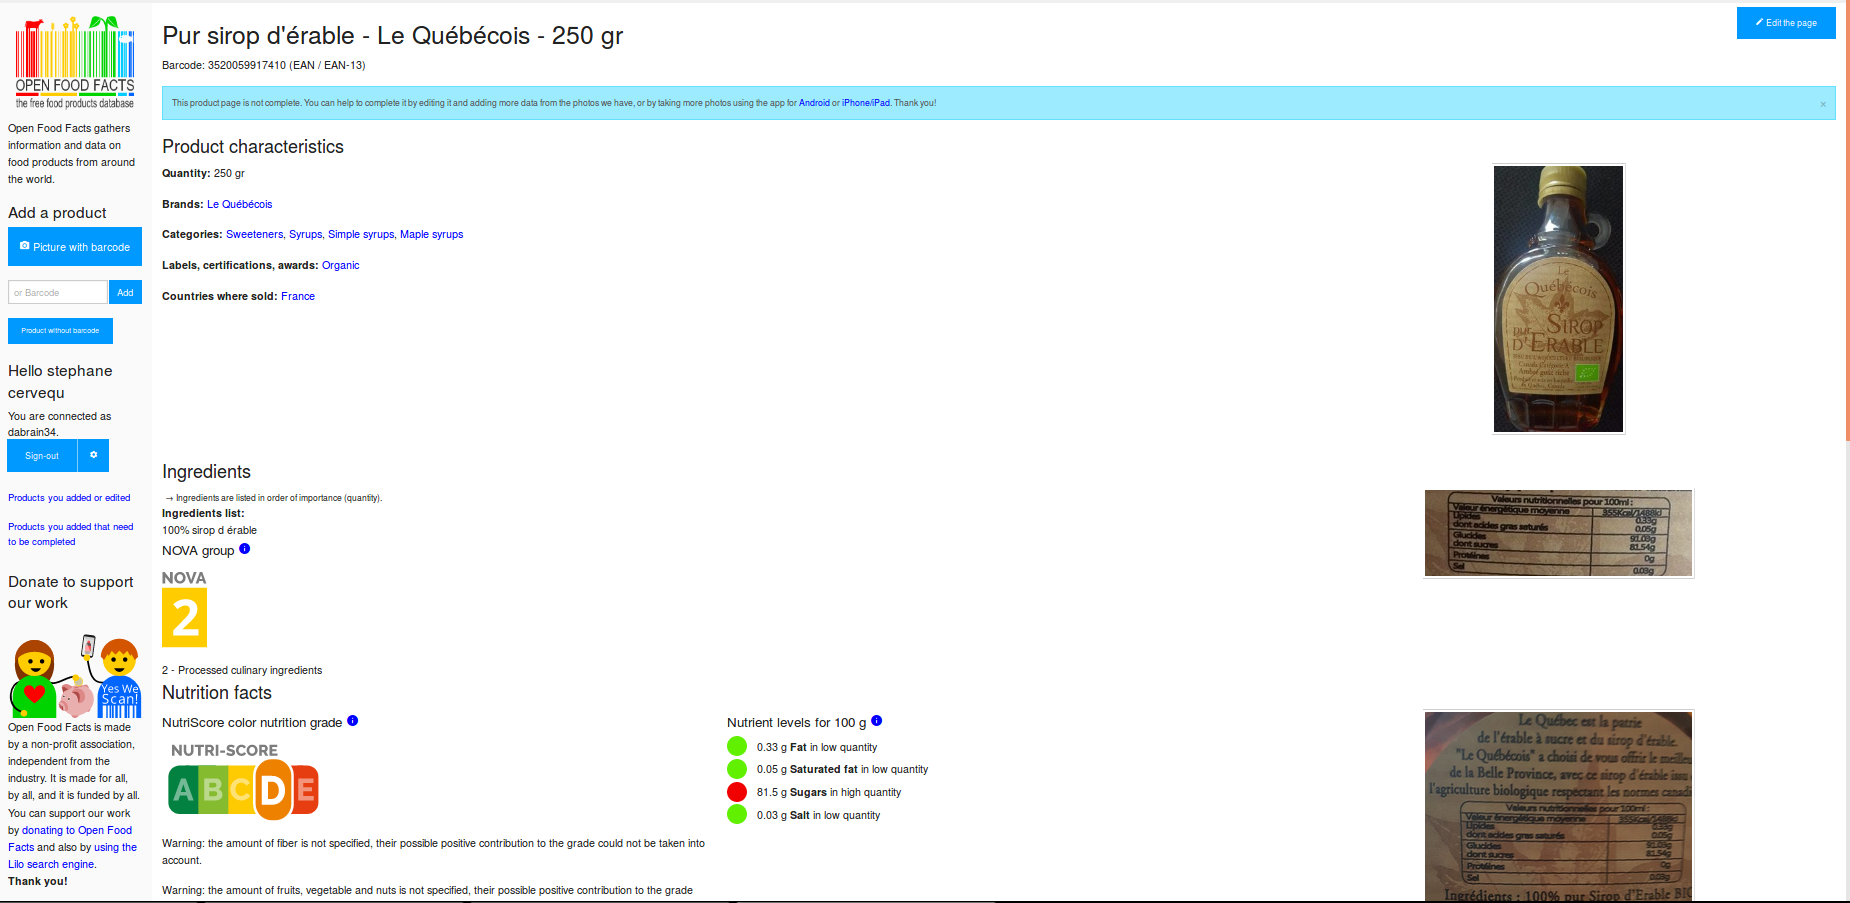 OPEN FOOD FACTS
the free food products database
Open Food Facts gathers
information and data on
food products from around
the world.
Add a product
Picture with barcode
or Barcode
Add
Product without barcode
Hello stephane
cervequ
You are connected as
dabrain34.
Sign-out
Products you added or edited
Products you added that need
to be completed
Donate to support
our work
Yes We
Scan!
Open Food Facts is made
by a non-profit association,
independent from the
industry. It is made for all,
by all, and it is funded by all.
You can support our work
by donating to Open Food
Facts and also by using the
Lilo search engine.
Thank you!
Pur sirop d'érable - Le Québécois - 250 gr
Edit the page
Barcode: 3520059917410 (EAN / EAN-13)
This product page is not complete. You can help to complete it by editing it and adding more data from the photos we have, or by taking more photos using the app for Android or iPhone/iPad. Thank you!
×
Product characteristics
Quantity: 250 gr
Brands: Le Québécois
Categories: Sweeteners, Syrups, Simple syrups, Maple syrups
Labels, certifications, awards: Organic
Countries where sold: France
Le
Québécois
pur SIROP
D'ERABLE
Ambré goût riche
Ingredients
→ Ingredients are listed in order of importance (quantity).
Ingredients list:
100% sirop d érable
NOVA group
NOVA
2
2 - Processed culinary ingredients
Valeurs nutritionnelles pour 100ml :
Valeur énergétique moyenne 355Kcal/1488kJ
Lipides 0.33g
dont acides gras saturés 0.05g
Glucides 91.03g
dont sucres 81.54g
Protéines 0g
Sel 0.03g
Nutrition facts
NutriScore color nutrition grade
NUTRI-SCORE
A B C D E
Warning: the amount of fiber is not specified, their possible positive contribution to the grade could not be taken into
account.
Warning: the amount of fruits, vegetable and nuts is not specified, their possible positive contribution to the grade
Nutrient levels for 100 g
0.33 g Fat in low quantity
0.05 g Saturated fat in low quantity
81.5 g Sugars in high quantity
0.03 g Salt in low quantity
Le Québec est la patrie
de l'érable à sucre et du sirop d'érable.
"Le Québécois" a choisi de vous offrir le
de la Belle Province, avec ce sirop d'érable
l'agriculture biologique respectant les normes
Valeurs nutritionnelles pour 100ml :
Valeur énergétique moyenne 355Kcal/1488kJ
Lipides 0.33g
dont acides gras saturés 0.05g
Glucides 91.03g
dont sucres 81.54g
Protéines 0g
Sel 0.03g
Ingrédients : 100% pur Sirop d'Erable